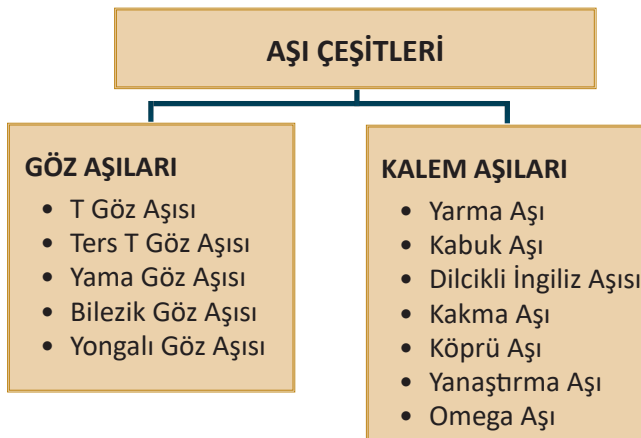 AŞI ÇEŞİTLERİ
GÖZ AŞILARI
• T Göz Aşısı
• Ters T Göz Aşısı
• Yama Göz Aşısı
• Bilezik Göz Aşısı
• Yongalı Göz Aşısı
KALEM AŞILARI
• Yarma Aşı
• Kabuk Aşı
• Dilcikli İngiliz Aşısı
• Kakma Aşı
• Köprü Aşı
• Yanaştırma Aşı
• Omega Aşı